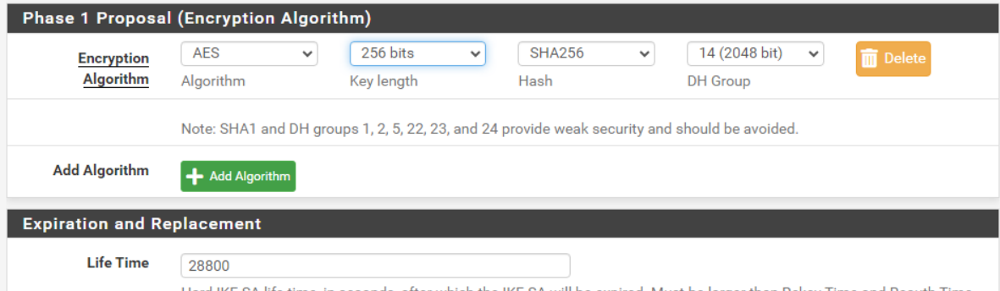 Phase 1 Proposal (Encryption Algorithm)
Encryption Algorithm
AES 256 bits SHA256 14 (2048 bit) Delete
Algorithm Key length Hash DH Group
Note: SHA1 and DH groups 1, 2, 5, 22, 23, and 24 provide weak security and should be avoided.
Add Algorithm Add Algorithm
Expiration and Replacement
Life Time 28800
Hard IKE SA life time, in seconds, after which the IKE SA will be expired. Must be larger than Rekey Time and Reauth Time.